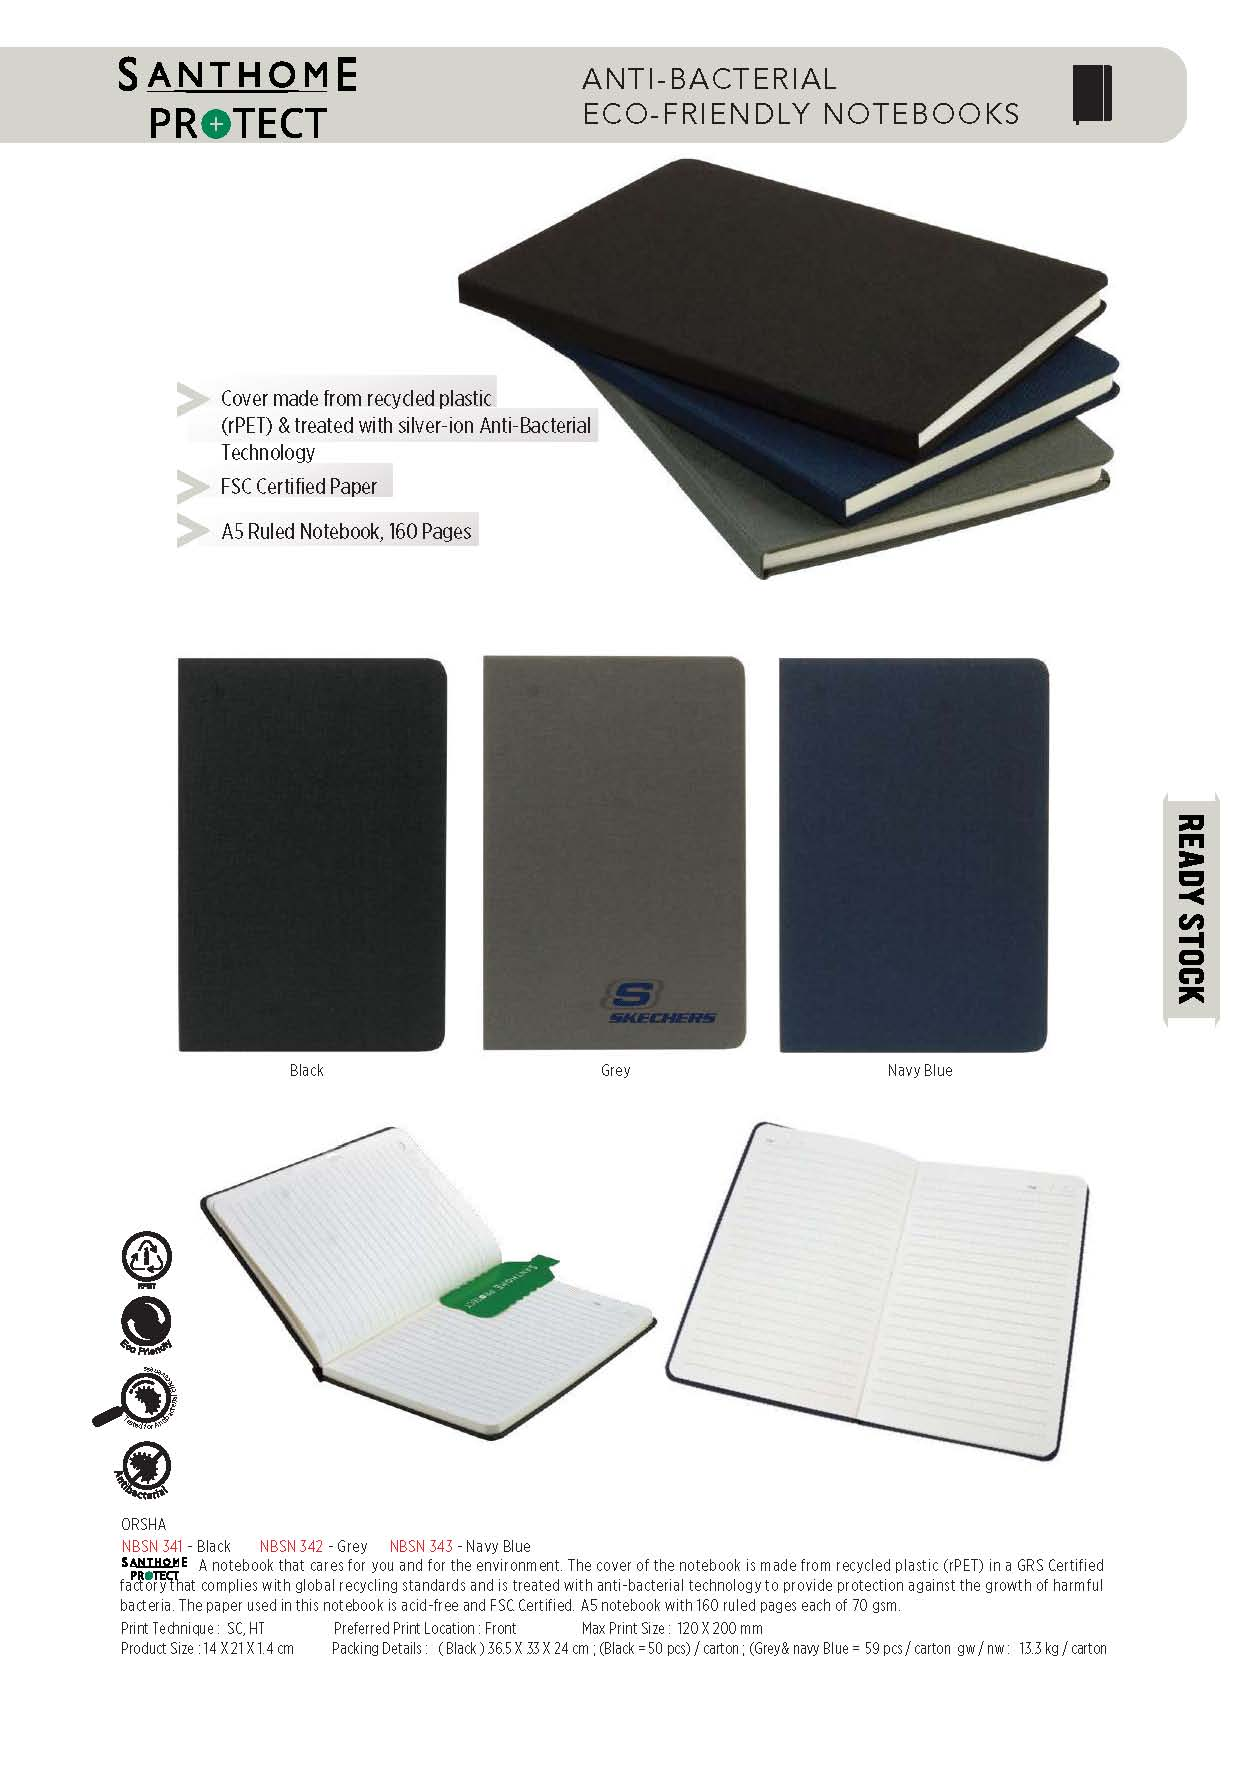 SANTHOME
PROTECT
ANTI-BACTERIAL
ECO-FRIENDLY NOTEBOOKS
Cover made from recycled plastic
(rPET) & treated with silver-ion Anti-Bacterial
Technology
FSC Certified Paper
A5 Ruled Notebook, 160 Pages
READY STOCK
S
SKECHERS
Black
Grey
Navy Blue
SANTHOME
PROTECT
RPET
Eco Friendly
Tested for Antibacterial Effectiveness
Antibacterial
ORSHA
NBSN 341 - Black NBSN 342 - Grey NBSN 343 - Navy Blue
SANTHOME
PROTECT
A notebook that cares for you and for the environment. The cover of the notebook is made from recycled plastic (rPET) in a GRS Certified
factory that complies with global recycling standards and is treated with anti-bacterial technology to provide protection against the growth of harmful
bacteria. The paper used in this notebook is acid-free and FSC Certified. A5 notebook with 160 ruled pages each of 70 gsm.
Print Technique : SC, HT Preferred Print Location : Front Max Print Size : 120 X 200 mm
Product Size : 14 X 21 X 1.4 cm Packing Details : ( Black ) 36.5 X 33 X 24 cm ; (Black = 50 pcs) / carton ; (Grey& navy Blue = 59 pcs / carton gw / nw : 13.3 kg / carton